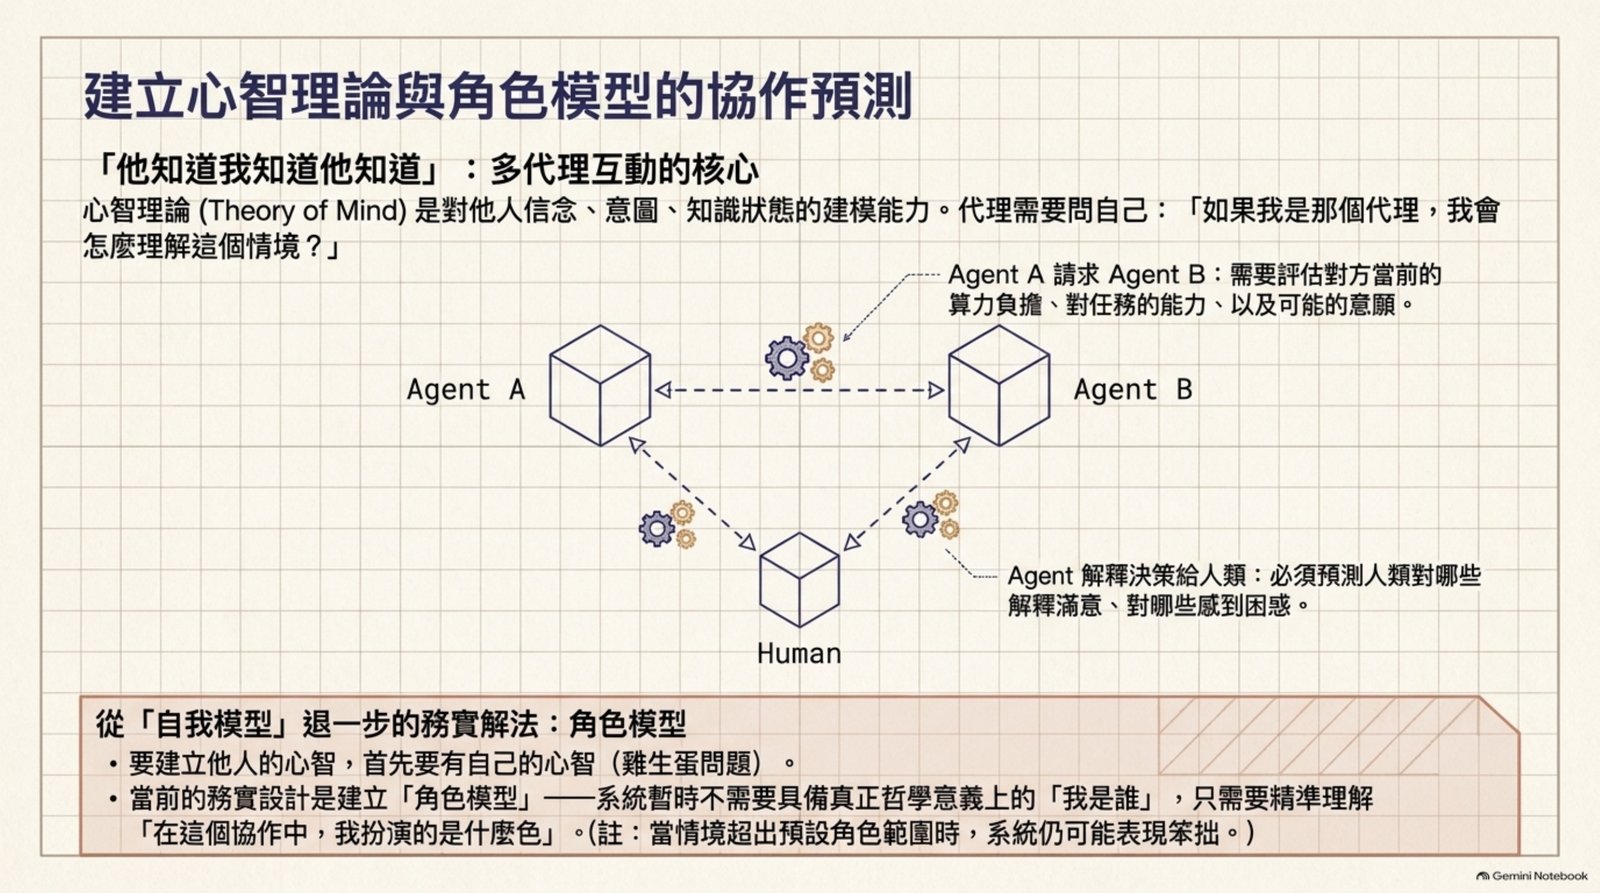 建立心智理論與角色模型的協作預測
「他知道我知道他知道」：多代理互動的核心
心智理論 (Theory of Mind) 是對他人信念、意圖、知識狀態的建模能力。代理需要問自己：「如果我是那個代理，我會
怎麼理解這個情境？」
Agent A 請求 Agent B：需要評估對方當前的
算力負擔、對任務的能力、以及可能的意願。
Agent A
Agent B
Agent 解釋決策給人類：必須預測人類對哪些
解釋滿意、對哪些感到困惑。
Human
從「自我模型」退一步的務實解法：角色模型
• 要建立他人的心智，首先要有自己的心智（雞生蛋問題）。
• 當前的務實設計是建立「角色模型」——系統暫時不需要具備真正哲學意義上的「我是誰」，只需要精準理解
「在這個協作中，我扮演的是什麼色」。(註：當情境超出預設角色範圍時，系統仍可能表現笨拙。)
Gemini Notebook